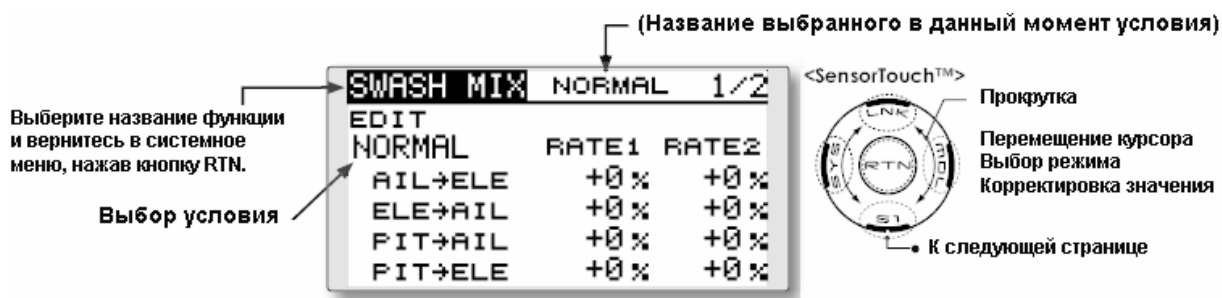 (Название выбранного в данный момент условия)
Выберите название функции
и вернитесь в системное
меню, нажав кнопку RTN.
Выбор условия
SWASH MIX NORMAL 1/2
EDIT
NORMAL RATE1 RATE2
AIL→ELE +0% +0%
ELE→AIL +0% +0%
PIT→AIL +0% +0%
PIT→ELE +0% +0%
<SensorTouch™>
LNK
SYS
RTN
MDL
S1
Прокрутка
Перемещение курсора
Выбор режима
Корректировка значения
К следующей странице